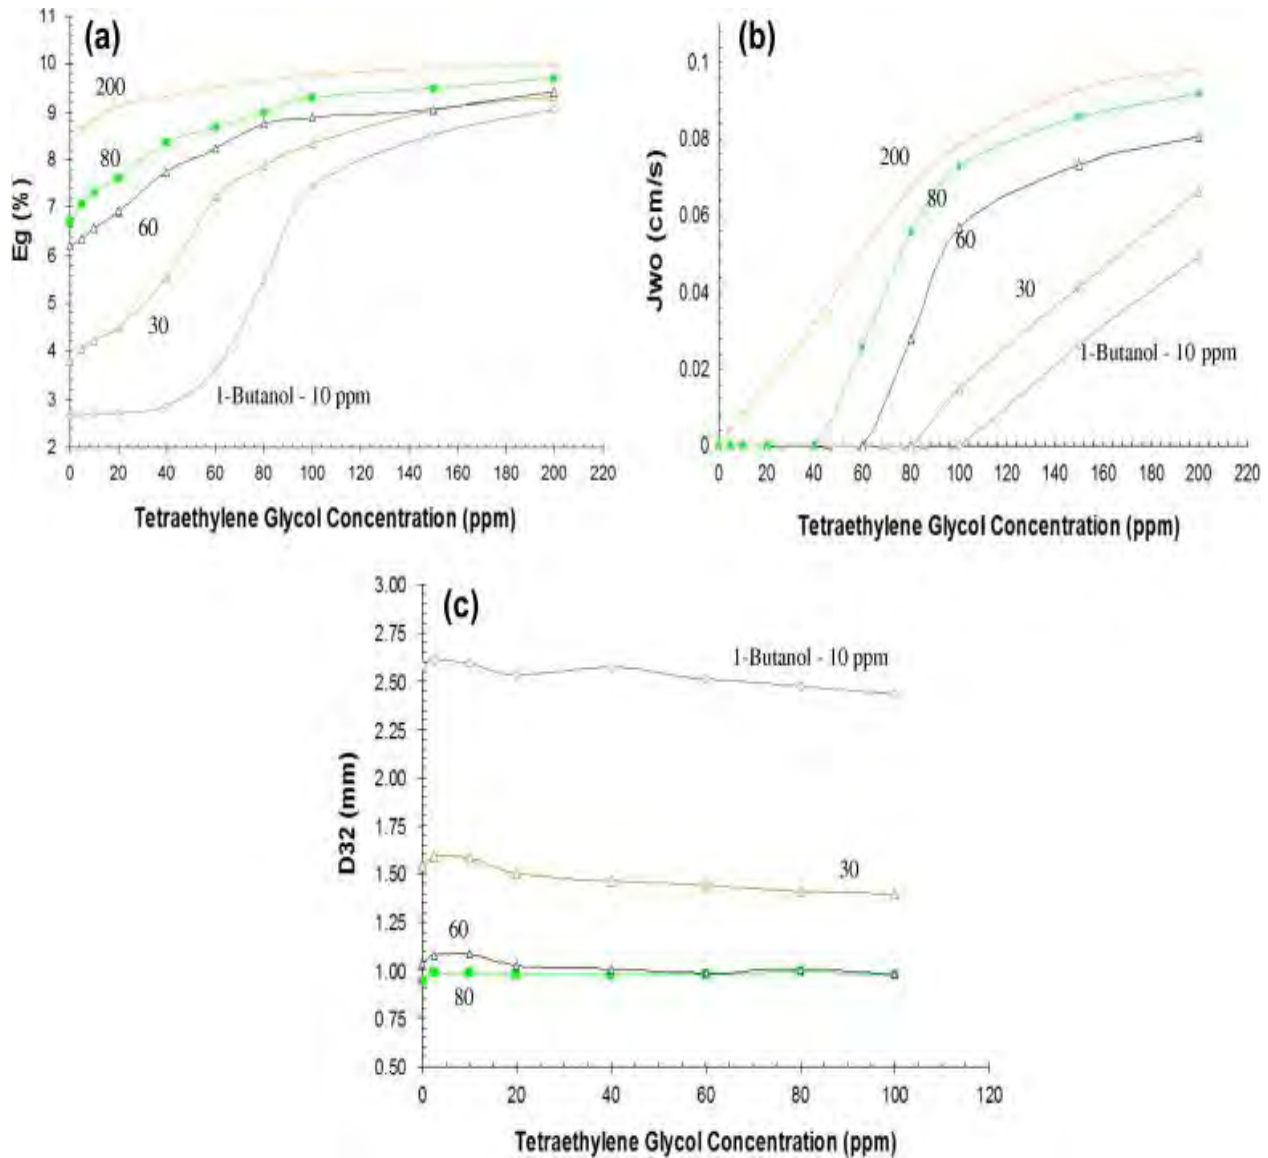 (a)
11
10
9
8
7
6
5
4
3
2
Eg (%)
200
80
60
30
1-Butanol - 10 ppm
0 20 40 60 80 100 120 140 160 180 200 220
Tetraethylene Glycol Concentration (ppm)
(b)
0.1
0.08
0.06
0.04
0.02
0
Jwo (cm/s)
200
80
60
30
1-Butanol - 10 ppm
0 20 40 60 80 100 120 140 160 180 200 220
Tetraethylene Glycol Concentration (ppm)
(c)
3.00
2.75
2.50
2.25
2.00
1.75
1.50
1.25
1.00
0.75
0.50
D32 (mm)
1-Butanol - 10 ppm
30
60
80
0 20 40 60 80 100 120
Tetraethylene Glycol Concentration (ppm)